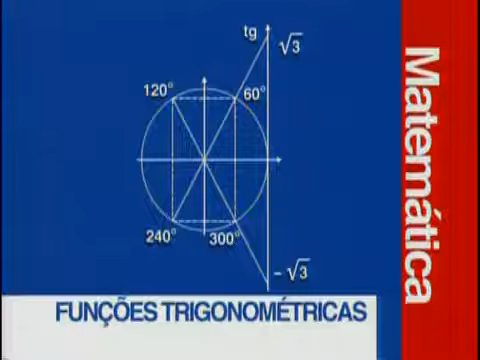 tg
√3
120°
60°
240°
300°
-√3
FUNÇÕES TRIGONOMÉTRICAS
Matemática